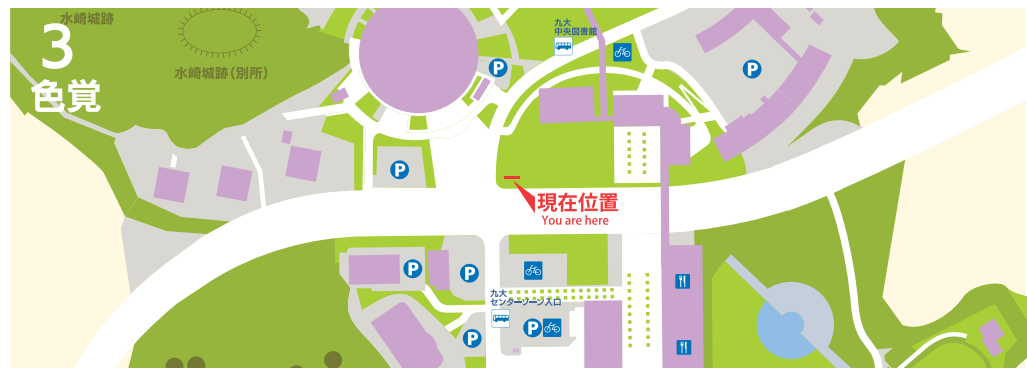 水崎城跡
3
色覚
水崎城跡(別所)
九大
中央図書館
P
P
P
現在位置
You are here
P
P
九大
センターゾーン入口
P
P